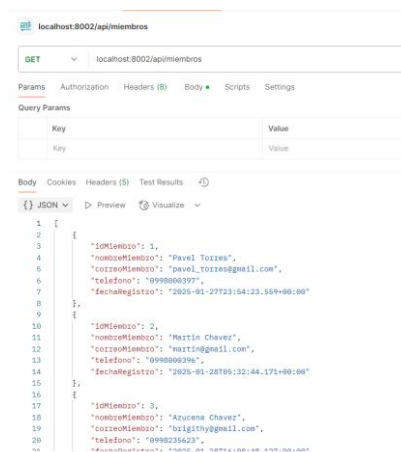 localhost:8002/api/miembros
GET localhost:8002/api/miembros
Params Authorization Headers (8) Body Scripts Settings
Query Params
Key Value
Key Value
Body Cookies Headers (5) Test Results
{} JSON Preview Visualize
1 [
2 {
3 "idMiembro": 1,
4 "nombreMiembro": "Pavel Torres",
5 "correoMiembro": "pavel_torres@gmail.com",
6 "telefono": "0998000397",
7 "fechaRegistro": "2025-01-27T23:54:23.559+00:00"
8 },
9 {
10 "idMiembro": 2,
11 "nombreMiembro": "Martin Chavez",
12 "correoMiembro": "martin@gmail.com",
13 "telefono": "0998000396",
14 "fechaRegistro": "2025-01-28T05:32:44.171+00:00"
15 },
16 {
17 "idMiembro": 3,
18 "nombreMiembro": "Azucena Chavez",
19 "correoMiembro": "brigithy@gmail.com",
20 "telefono": "0998235623",